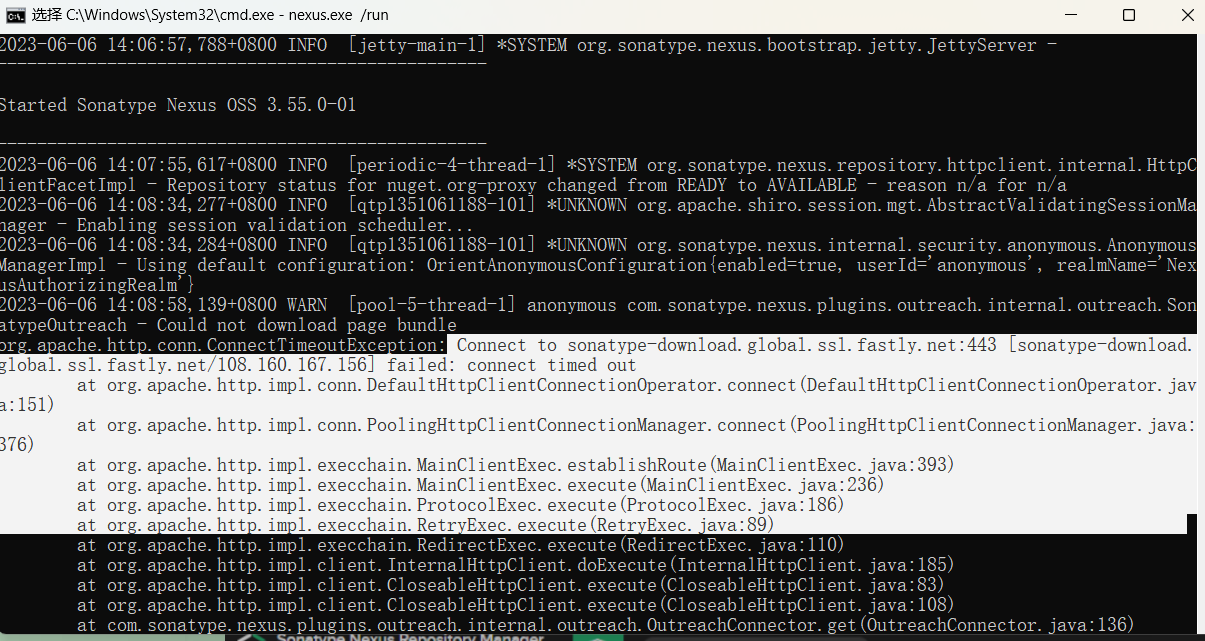 选择 C:\Windows\System32\cmd.exe - nexus.exe /run
2023-06-06 14:06:57,788+0800 INFO  [jetty-main-1] *SYSTEM org.sonatype.nexus.bootstrap.jetty.JettyServer -
-------------------------------------------------
Started Sonatype Nexus OSS 3.55.0-01
-------------------------------------------------
2023-06-06 14:07:55,617+0800 INFO  [periodic-4-thread-1] *SYSTEM org.sonatype.nexus.repository.httpclient.internal.HttpC
lientFacetImpl - Repository status for nuget.org-proxy changed from READY to AVAILABLE - reason n/a for n/a
2023-06-06 14:08:34,277+0800 INFO  [qtp1351061188-101] *UNKNOWN org.apache.shiro.session.mgt.AbstractValidatingSessionMa
nager - Enabling session validation scheduler...
2023-06-06 14:08:34,284+0800 INFO  [qtp1351061188-101] *UNKNOWN org.sonatype.nexus.internal.security.anonymous.Anonymous
ManagerImpl - Using default configuration: OrientAnonymousConfiguration{enabled=true, userId='anonymous', realmName='Nex
usAuthorizingRealm'}
2023-06-06 14:08:58,139+0800 WARN  [pool-5-thread-1] anonymous com.sonatype.nexus.plugins.outreach.internal.outreach.Son
atypeOutreach - Could not download page bundle
org.apache.http.conn.ConnectTimeoutException: Connect to sonatype-download.global.ssl.fastly.net:443 [sonatype-download.
global.ssl.fastly.net/108.160.167.156] failed: connect timed out
at org.apache.http.impl.conn.DefaultHttpClientConnectionOperator.connect(DefaultHttpClientConnectionOperator.jav
a:151)
at org.apache.http.impl.conn.PoolingHttpClientConnectionManager.connect(PoolingHttpClientConnectionManager.java:
376)
at org.apache.http.impl.execchain.MainClientExec.establishRoute(MainClientExec.java:393)
at org.apache.http.impl.execchain.MainClientExec.execute(MainClientExec.java:236)
at org.apache.http.impl.execchain.ProtocolExec.execute(ProtocolExec.java:186)
at org.apache.http.impl.execchain.RetryExec.execute(RetryExec.java:89)
at org.apache.http.impl.execchain.RedirectExec.execute(RedirectExec.java:110)
at org.apache.http.impl.client.InternalHttpClient.doExecute(InternalHttpClient.java:185)
at org.apache.http.impl.client.CloseableHttpClient.execute(CloseableHttpClient.java:83)
at org.apache.http.impl.client.CloseableHttpClient.execute(CloseableHttpClient.java:108)
at com.sonatype.nexus.plugins.outreach.internal.outreach.OutreachConnector.get(OutreachConnector.java:136)
Sonatype Nexus Repository Manager